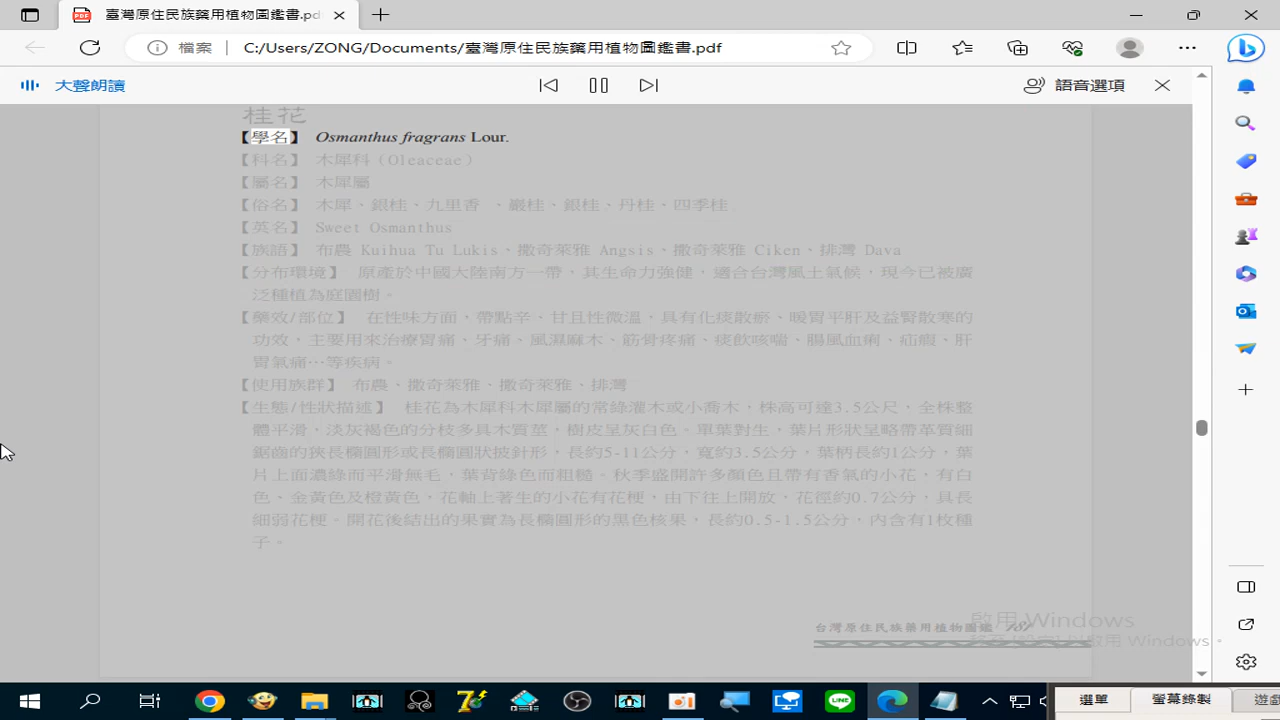 臺灣原住民族藥用植物圖鑑書.pdf
檔案 C:/Users/ZONG/Documents/臺灣原住民族藥用植物圖鑑書.pdf
大聲朗讀
語音選項
桂花
【學名】 Osmanthus fragrans Lour.
【科名】 木犀科（Oleaceae）
【屬名】 木犀屬
【俗名】 木犀、銀桂、九里香 、巖桂、銀桂、丹桂、四季桂
【英名】 Sweet Osmanthus
【族語】 布農 Kuihua Tu Lukis、撒奇萊雅 Angsis、撒奇萊雅 Ciken、排灣 Dava
【分布環境】 原產於中國大陸南方一帶，其生命力強健，適合台灣風土氣候，現今已被廣
泛種植為庭園樹。
【藥效/部位】 在性味方面，帶點辛、甘且性微溫，具有化痰散瘀、暖胃平肝及益腎散寒的
功效，主要用來治療胃痛、牙痛、風濕麻木、筋骨疼痛、痰飲咳喘、腸風血痢、疝瘕、肝
胃氣痛…等疾病。
【使用族群】 布農、撒奇萊雅、撒奇萊雅、排灣
【生態/性狀描述】 桂花為木犀科木犀屬的常綠灌木或小喬木，株高可達3.5公尺，全株整
體平滑，淡灰褐色的分枝多具木質莖，樹皮呈灰白色。單葉對生，葉片形狀呈略帶革質細
鋸齒的狹長橢圓形或長橢圓狀披針形，長約5-11公分，寬約3.5公分，葉柄長約1公分，葉
片上面濃綠而平滑無毛，葉背綠色而粗糙。秋季盛開許多顏色且帶有香氣的小花，有白
色、金黃色及橙黃色，花軸上著生的小花有花梗，由下往上開放，花徑約0.7公分，具長
細弱花梗。開花後結出的果實為長橢圓形的黑色核果，長約0.5-1.5公分，內含有1枚種
子。
啟用 Windows
台灣原住民族藥用植物圖鑑 181
啟用 Windows。
選單
螢幕錄製
遊戲